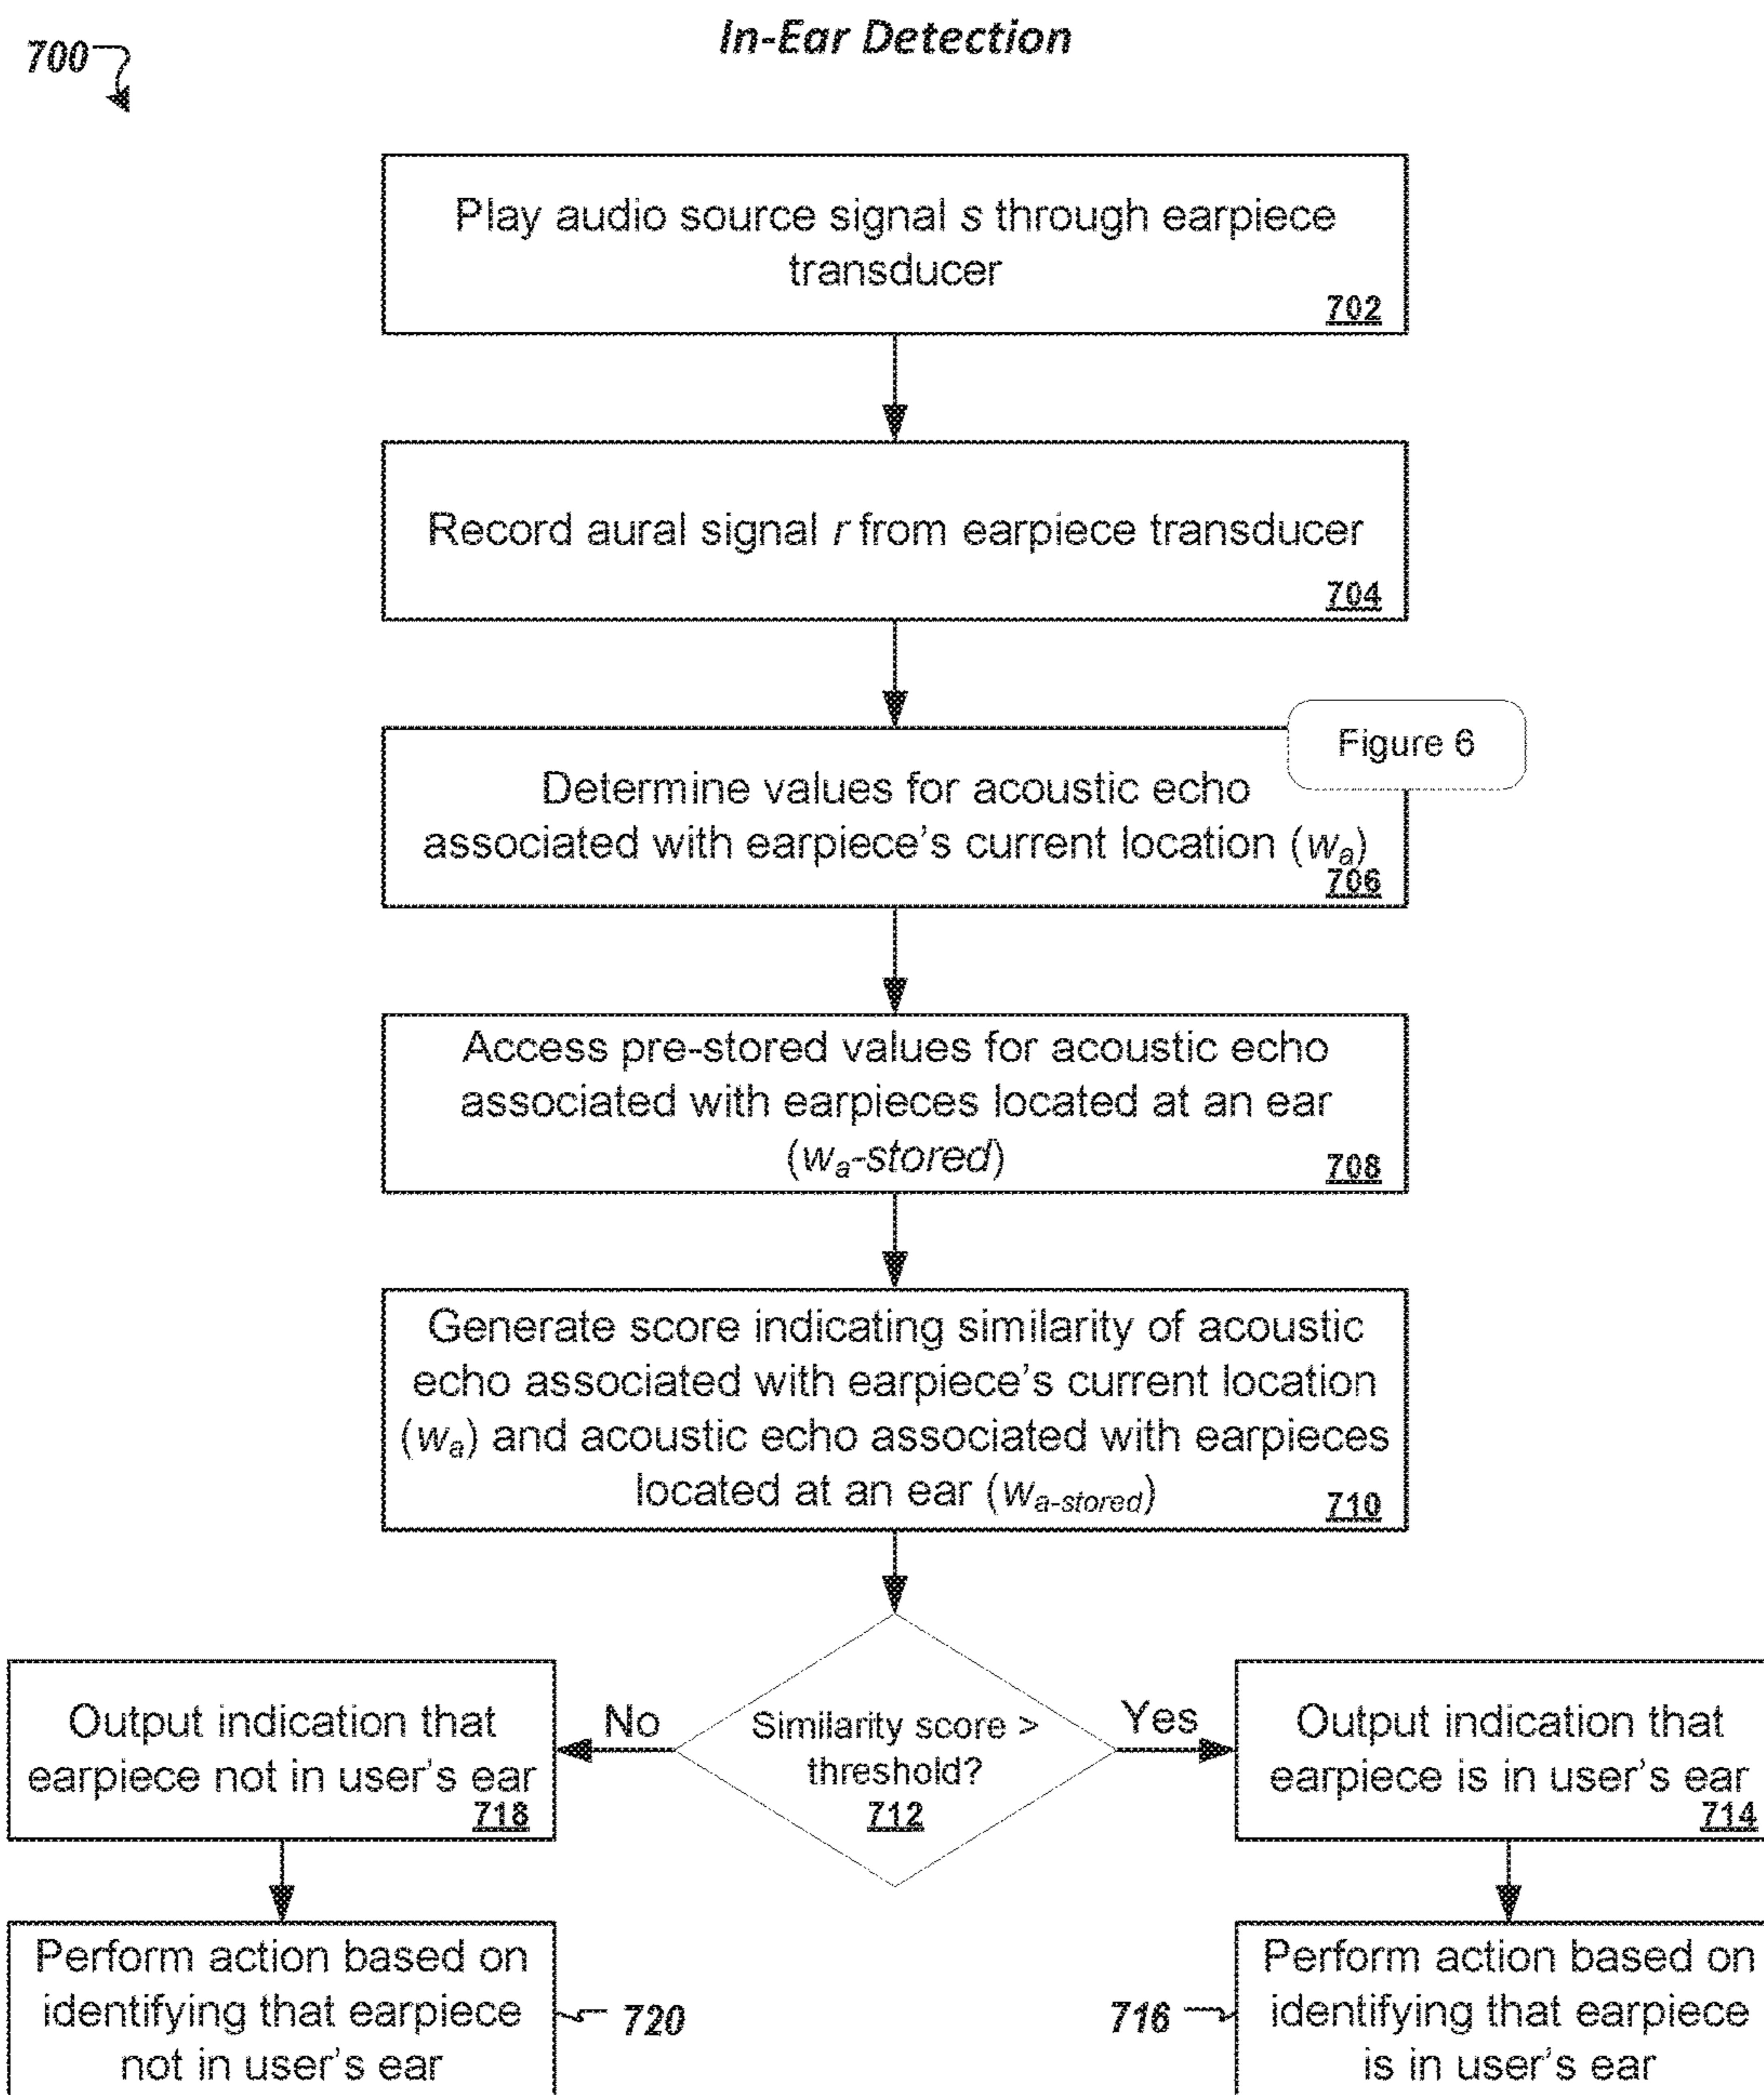 In-Ear Detection
700
Play audio source signal s through earpiece
transducer
702
Record aural signal r from earpiece transducer
704
Figure 6
Determine values for acoustic echo
associated with earpiece's current location (wa)
706
Access pre-stored values for acoustic echo
associated with earpieces located at an ear
(wa-stored)
708
Generate score indicating similarity of acoustic
echo associated with earpiece's current location
(wa) and acoustic echo associated with earpieces
located at an ear (wa-stored)
710
Similarity score >
threshold?
712
No
Yes
Output indication that
earpiece not in user's ear
718
Output indication that
earpiece is in user's ear
714
Perform action based on
identifying that earpiece
not in user's ear
720
716
Perform action based on
identifying that earpiece
is in user's ear